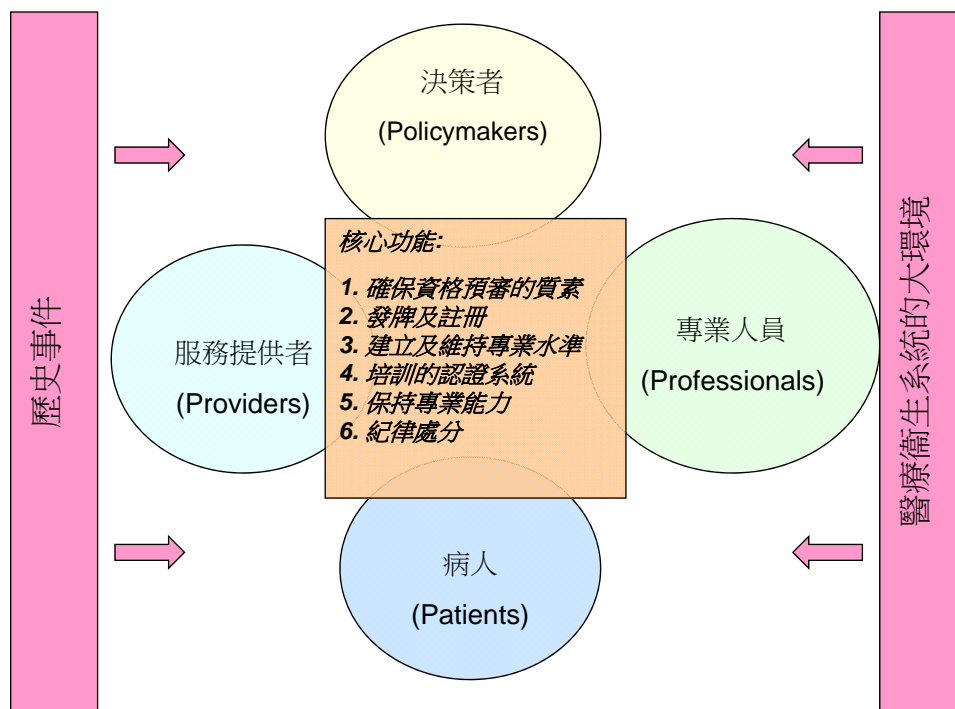 歷史事件
決策者
(Policymakers)
服務提供者
(Providers)
核心功能:
1. 確保資格預審的質素
2. 發牌及註冊
3. 建立及維持專業水準
4. 培訓的認證系統
5. 保持專業能力
6. 紀律處分
專業人員
(Professionals)
病人
(Patients)
醫療衞生系統的大環境